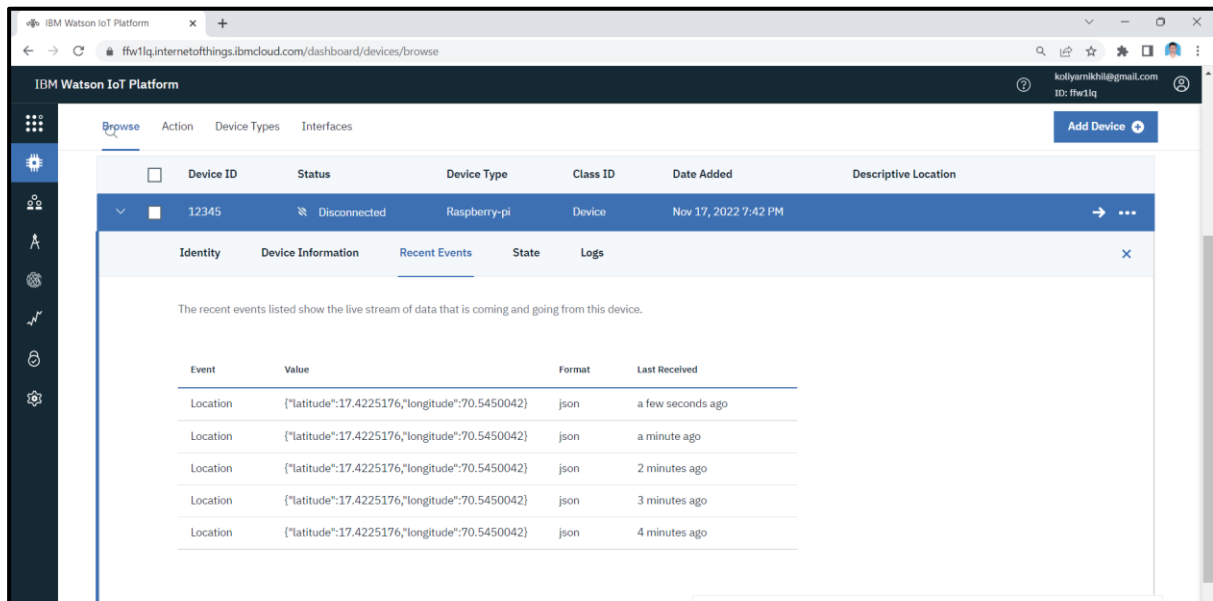 IBM Watson IoT Platform
ffw1lq.internetofthings.ibmcloud.com/dashboard/devices/browse
IBM Watson IoT Platform
koliyarnikhil@gmail.com
ID: ffw1lq
Browse Action Device Types Interfaces Add Device
Device ID Status Device Type Class ID Date Added Descriptive Location
12345 Disconnected Raspberry-pi Device Nov 17, 2022 7:42 PM
Identity Device Information Recent Events State Logs
The recent events listed show the live stream of data that is coming and going from this device.
Event Value Format Last Received
Location {"latitude":17.4225176,"longitude":70.5450042} json a few seconds ago
Location {"latitude":17.4225176,"longitude":70.5450042} json a minute ago
Location {"latitude":17.4225176,"longitude":70.5450042} json 2 minutes ago
Location {"latitude":17.4225176,"longitude":70.5450042} json 3 minutes ago
Location {"latitude":17.4225176,"longitude":70.5450042} json 4 minutes ago